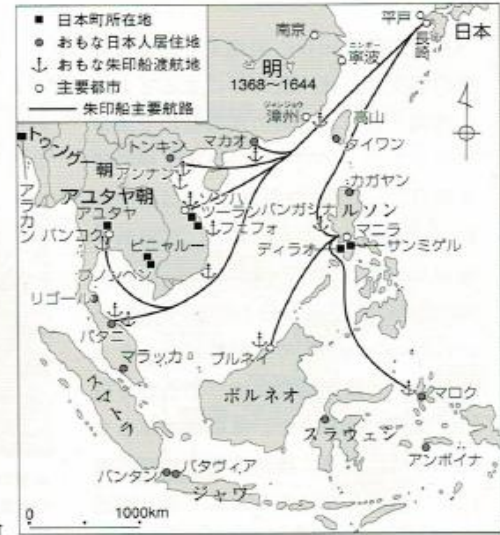 ■ 日本町所在地
● おもな日本人居住地
⚓ おもな朱印船渡航地
○ 主要都市
━ 朱印船主要航路
平戸
長崎
日本
南京
明
1368～1644
ニンポー
寧波
漳州
高山
タイワン
トゥングー
朝
アラカン
トンキン
マカオ
アンナン
アユタヤ朝
アユタヤ
バンコク
ソンハ
ツーラン
フェフォ
パンガシナ
カガヤン
ルソン
マニラ
ディラオ
サンミゲル
ピニャルー
プノンペン
リゴール
パタニ
マラッカ
スマトラ
ブルネイ
ボルネオ
マロク
スラウェシ
アンボイナ
バンタン
バタヴィア
ジャワ
0
1000km